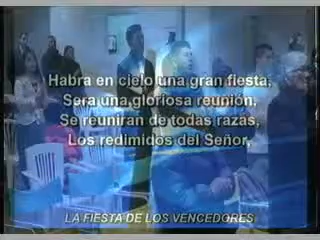 Habra en cielo una gran fiesta,
Sera una gloriosa reunión,
Se reuniran de todas razas,
Los redimidos del Señor,
LA FIESTA DE LOS VENCEDORES